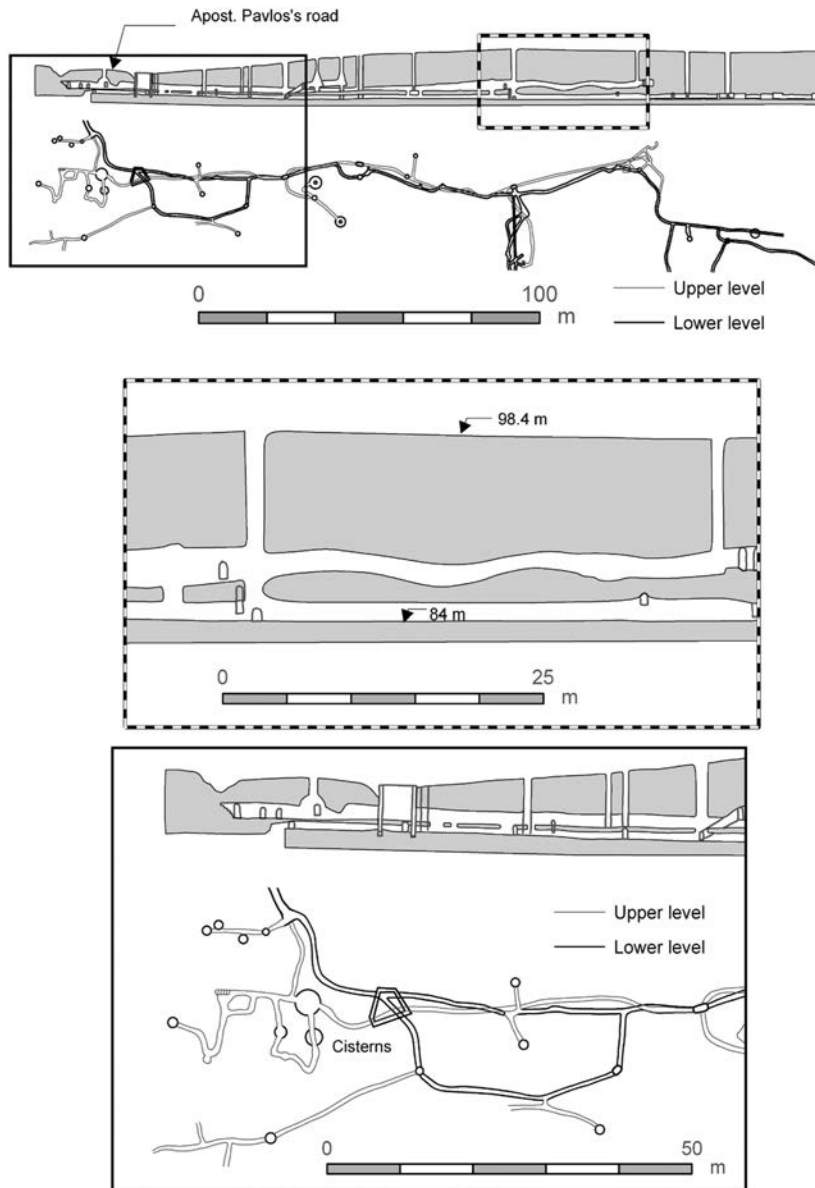 Apost. Pavlos's road
0 100
m
Upper level
Lower level
98.4 m
84 m
0 25
m
Upper level
Lower level
Cisterns
0 50
m